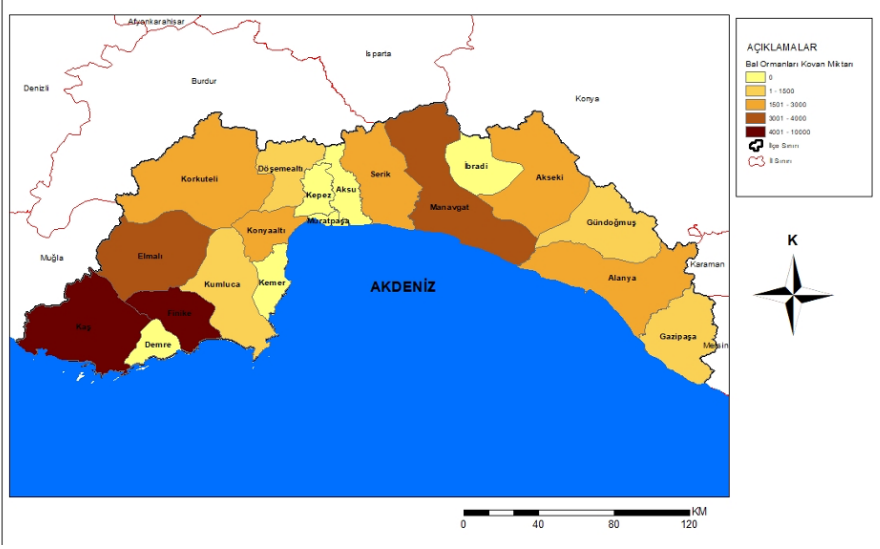 Afyonkarahisar
Isparta
Denizli
Burdur
Konya
Korkuteli
Döşemealtı
Kepez
Aksu
Serik
İbradi
Akseki
Muratpaşa
Manavgat
Gündoğmuş
Konyaaltı
Elmalı
Muğla
Karaman
Kumluca
Kemer
AKDENİZ
Alanya
Kaş
Finike
Demre
Gazipaşa
Mersin
AÇIKLAMALAR
Bal Ormanları Kovan Miktarı
0
1 - 1500
1501 - 3000
3001 - 4000
4001 - 10000
İlçe Sınırı
İl Sınırı
K
KM
0 40 80 120